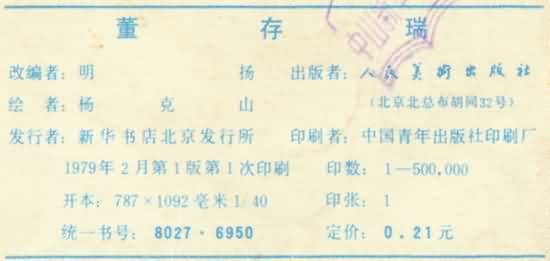 董存瑞
改编者：明扬 出版者：人民美术出版社
绘者：杨克山 （北京北总布胡同32号）
发行者：新华书店北京发行所 印刷者：中国青年出版社印刷厂
1979年2月第1版第1次印刷 印数：1—500,000
开本：787×1092毫米1/40 印张：1
统一书号：8027·6950 定价：0.21元
中山